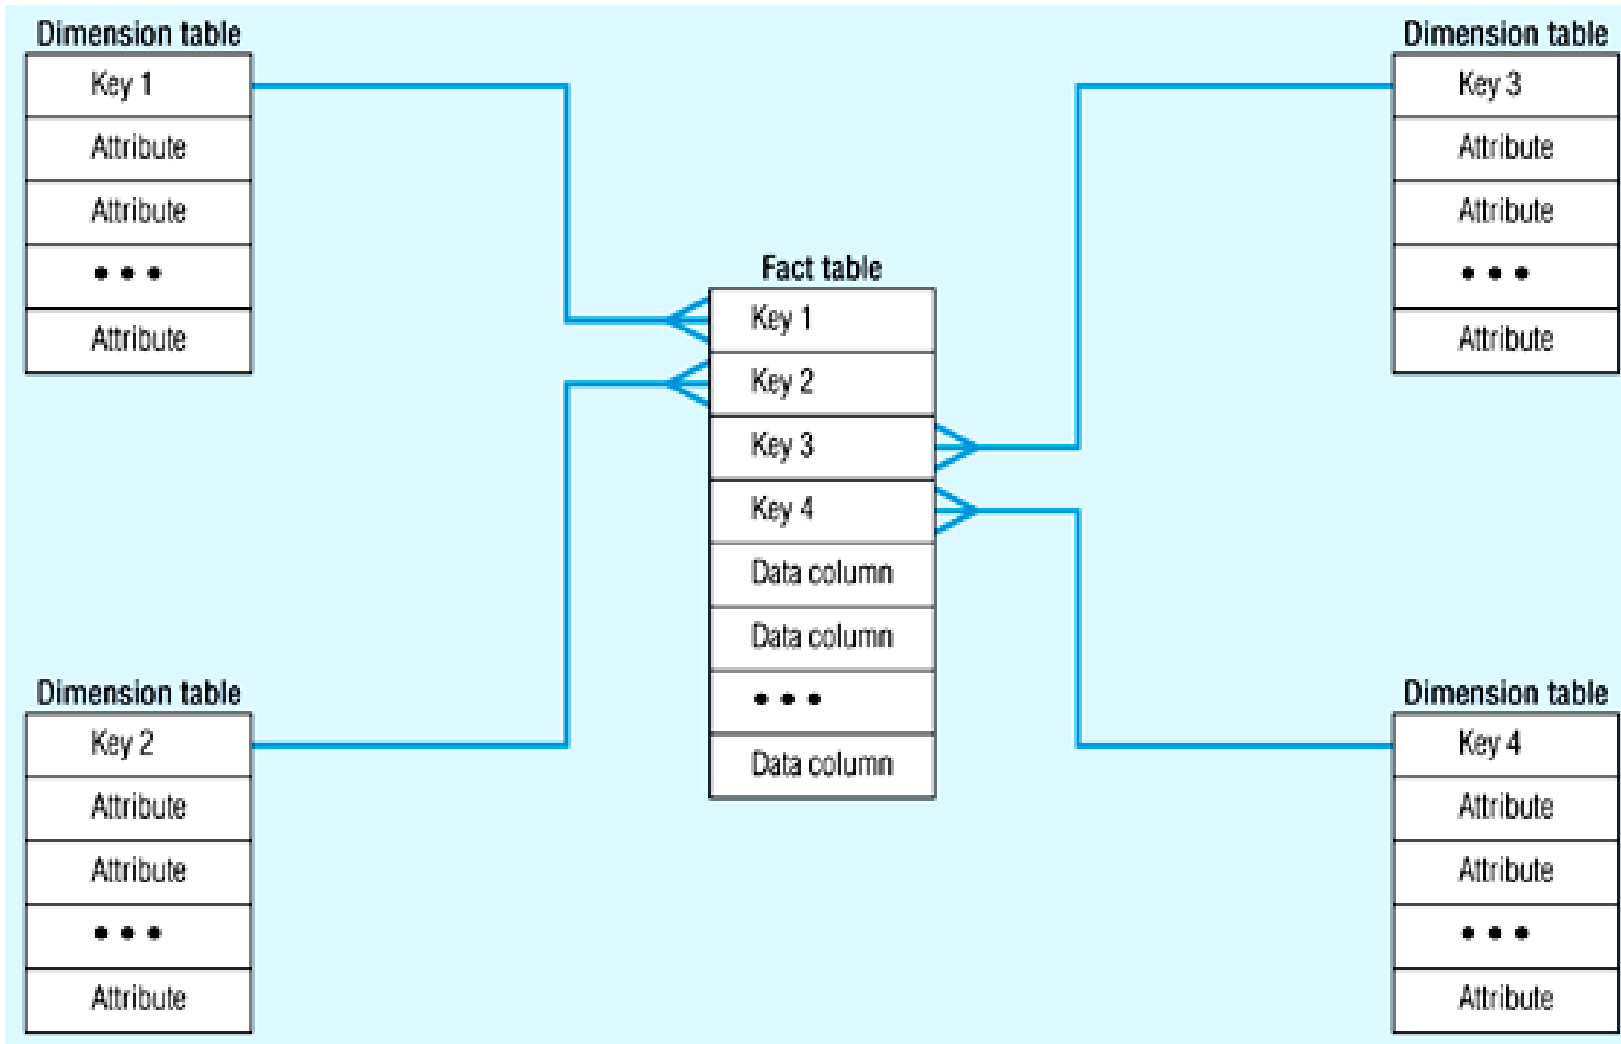 Dimension table
Key 1
Attribute
Attribute
• • •
Attribute
Dimension table
Key 2
Attribute
Attribute
• • •
Attribute
Fact table
Key 1
Key 2
Key 3
Key 4
Data column
Data column
• • •
Data column
Dimension table
Key 3
Attribute
Attribute
• • •
Attribute
Dimension table
Key 4
Attribute
Attribute
• • •
Attribute